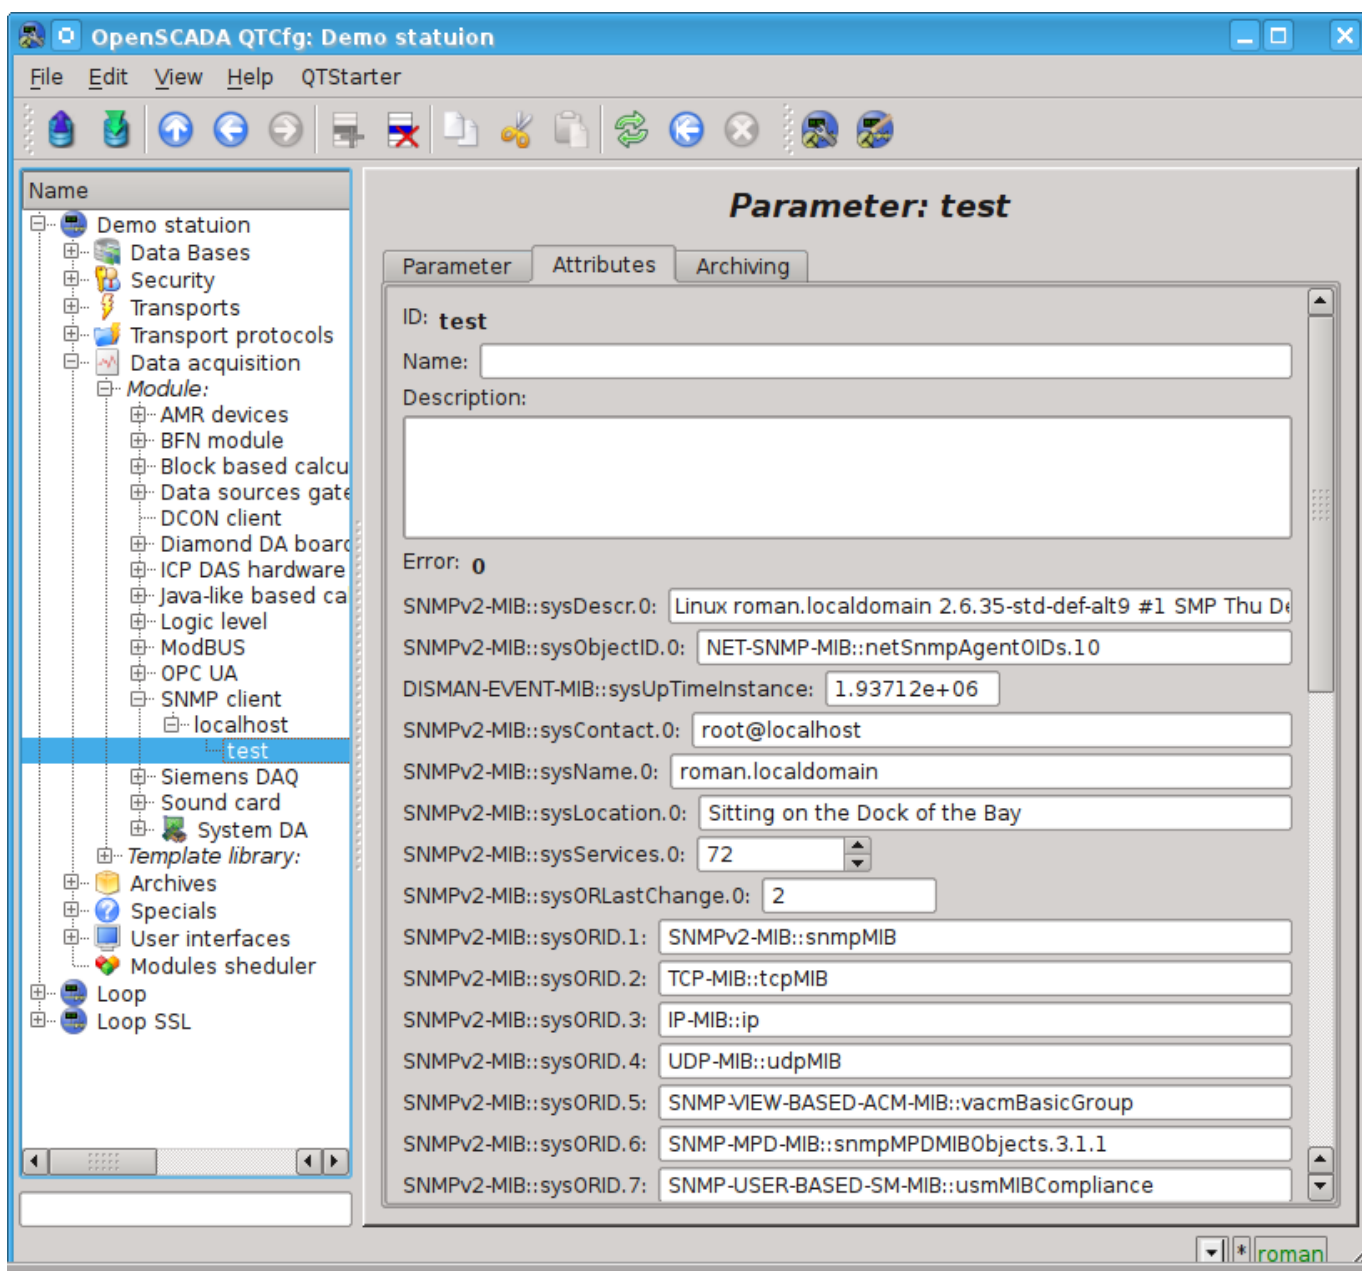 OpenSCADA QTCfg: Demo statuion
File Edit View Help QTStarter
Name
Demo statuion
Data Bases
Security
Transports
Transport protocols
Data acquisition
Module:
AMR devices
BFN module
Block based calcu
Data sources gate
DCON client
Diamond DA board
ICP DAS hardware
Java-like based ca
Logic level
ModBUS
OPC UA
SNMP client
localhost
test
Siemens DAQ
Sound card
System DA
Template library:
Archives
Specials
User interfaces
Modules sheduler
Loop
Loop SSL
Parameter: test
Parameter Attributes Archiving
ID: test
Name:
Description:
Error: 0
SNMPv2-MIB::sysDescr.0: Linux roman.localdomain 2.6.35-std-def-alt9 #1 SMP Thu De
SNMPv2-MIB::sysObjectID.0: NET-SNMP-MIB::netSnmpAgentOIDs.10
DISMAN-EVENT-MIB::sysUpTimeInstance: 1.93712e+06
SNMPv2-MIB::sysContact.0: root@localhost
SNMPv2-MIB::sysName.0: roman.localdomain
SNMPv2-MIB::sysLocation.0: Sitting on the Dock of the Bay
SNMPv2-MIB::sysServices.0: 72
SNMPv2-MIB::sysORLastChange.0: 2
SNMPv2-MIB::sysORID.1: SNMPv2-MIB::snmpMIB
SNMPv2-MIB::sysORID.2: TCP-MIB::tcpMIB
SNMPv2-MIB::sysORID.3: IP-MIB::ip
SNMPv2-MIB::sysORID.4: UDP-MIB::udpMIB
SNMPv2-MIB::sysORID.5: SNMP-VIEW-BASED-ACM-MIB::vacmBasicGroup
SNMPv2-MIB::sysORID.6: SNMP-MPD-MIB::snmpMPDMIBObjects.3.1.1
SNMPv2-MIB::sysORID.7: SNMP-USER-BASED-SM-MIB::usmMIBCompliance
* roman